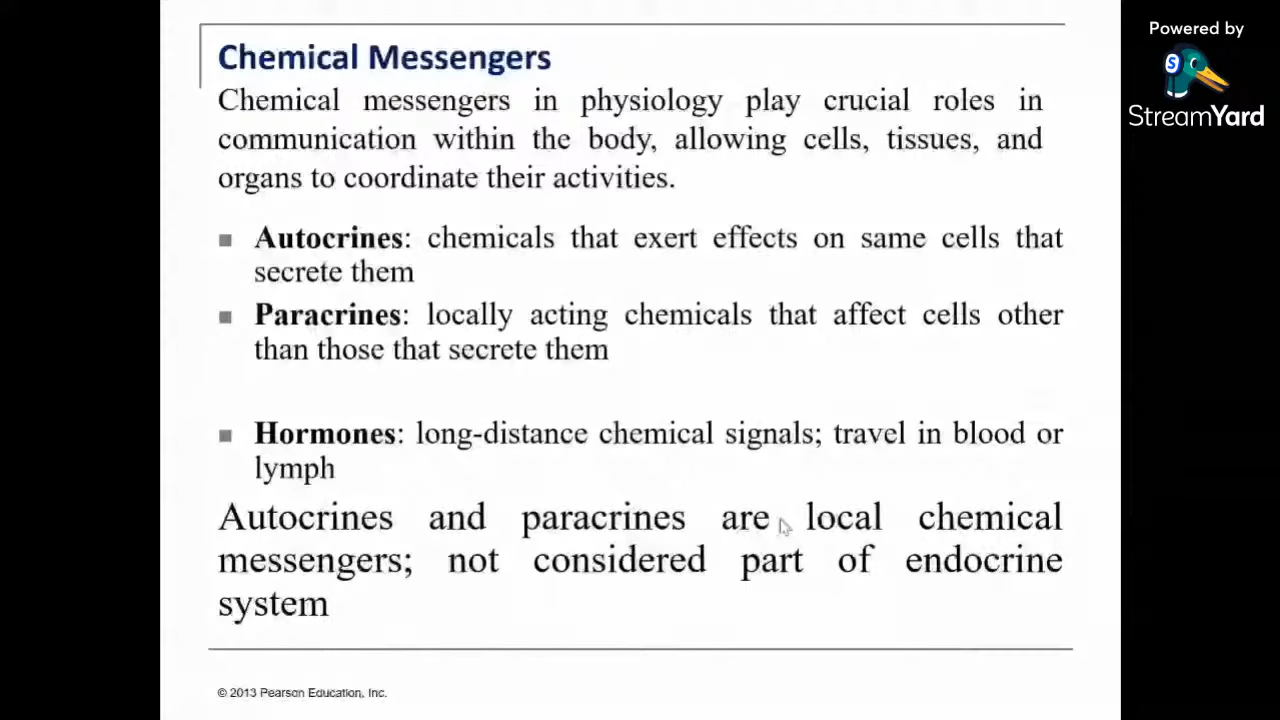 Chemical Messengers
Chemical messengers in physiology play crucial roles in
communication within the body, allowing cells, tissues, and
organs to coordinate their activities.
Autocrines: chemicals that exert effects on same cells that
secrete them
Paracrines: locally acting chemicals that affect cells other
than those that secrete them
Hormones: long-distance chemical signals; travel in blood or
lymph
Autocrines and paracrines are local chemical
messengers; not considered part of endocrine
system
© 2013 Pearson Education, Inc.
Powered by
S
StreamYard